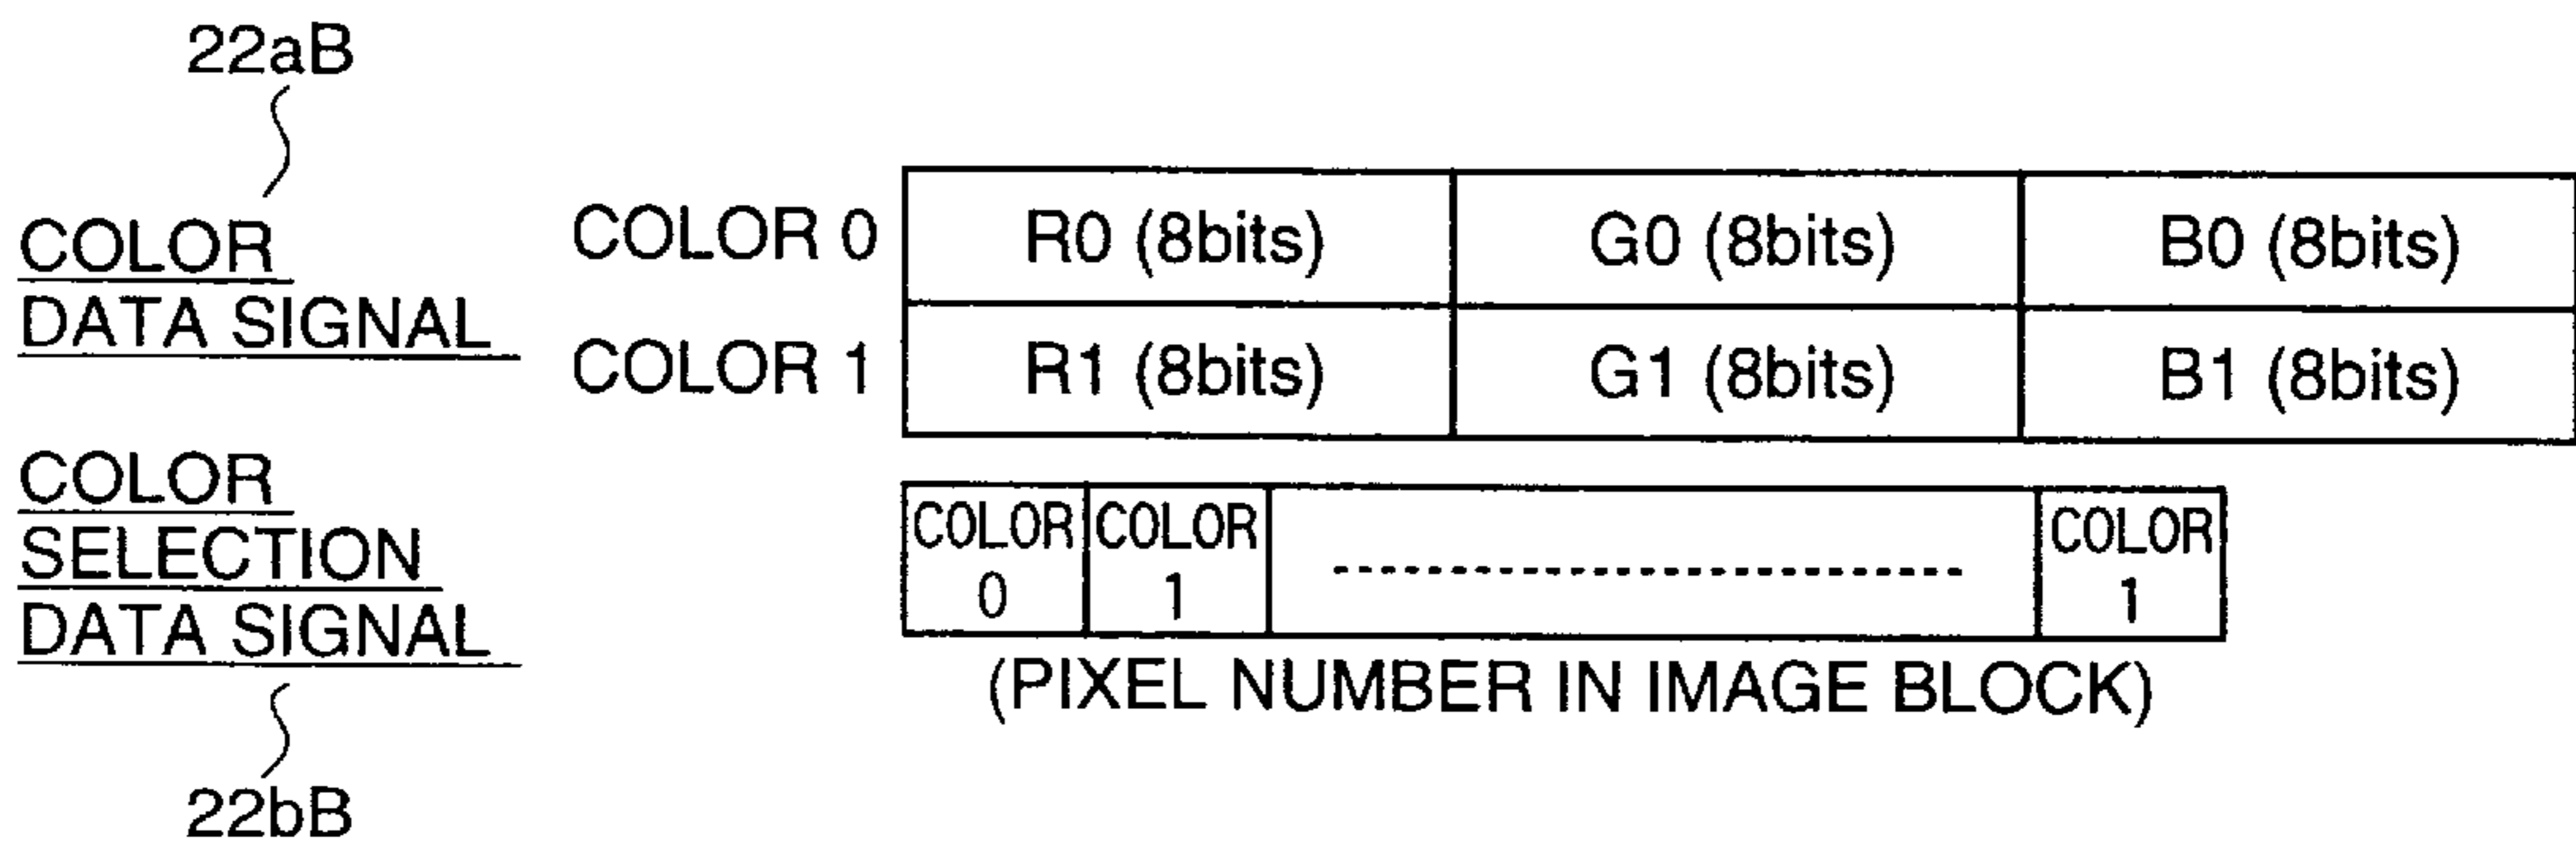 22aB
COLOR
DATA SIGNAL
COLOR 0 R0 (8bits) G0 (8bits) B0 (8bits)
COLOR 1 R1 (8bits) G1 (8bits) B1 (8bits)
COLOR
SELECTION
DATA SIGNAL
COLOR COLOR COLOR
0 1 1
(PIXEL NUMBER IN IMAGE BLOCK)
22bB